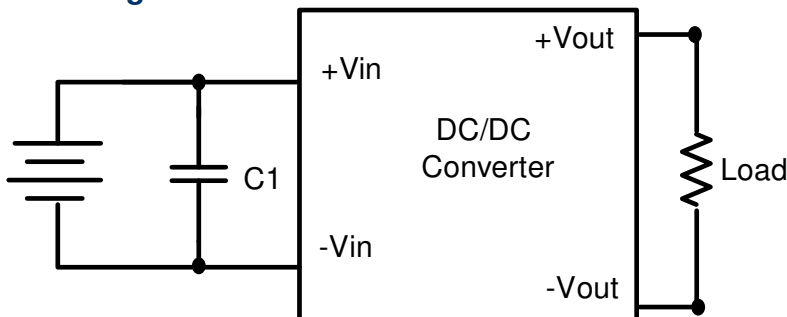 +Vout
+Vin
DC/DC
Converter
C1
Load
-Vin
-Vout